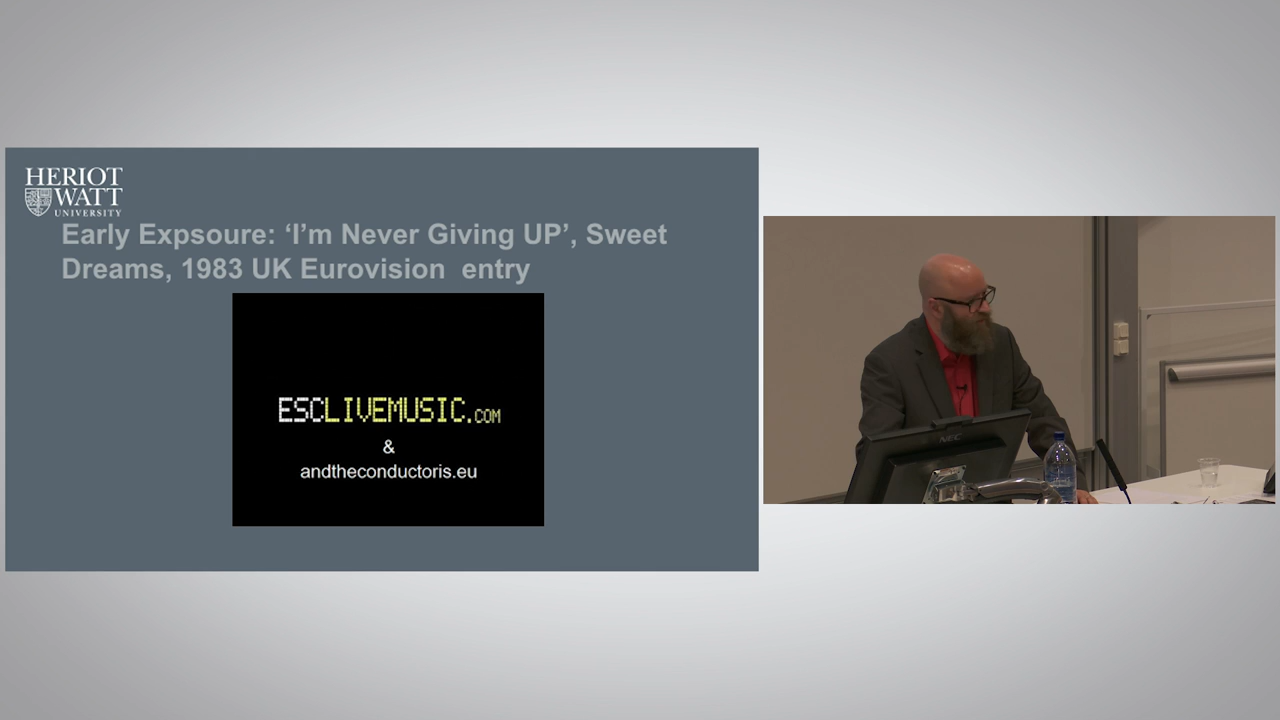 HERIOT
WATT
UNIVERSITY
Early Expsoure: ‘I’m Never Giving UP’, Sweet
Dreams, 1983 UK Eurovision entry
ESCLIVEMUSIC.COM
&
andtheconductoris.eu
NEC